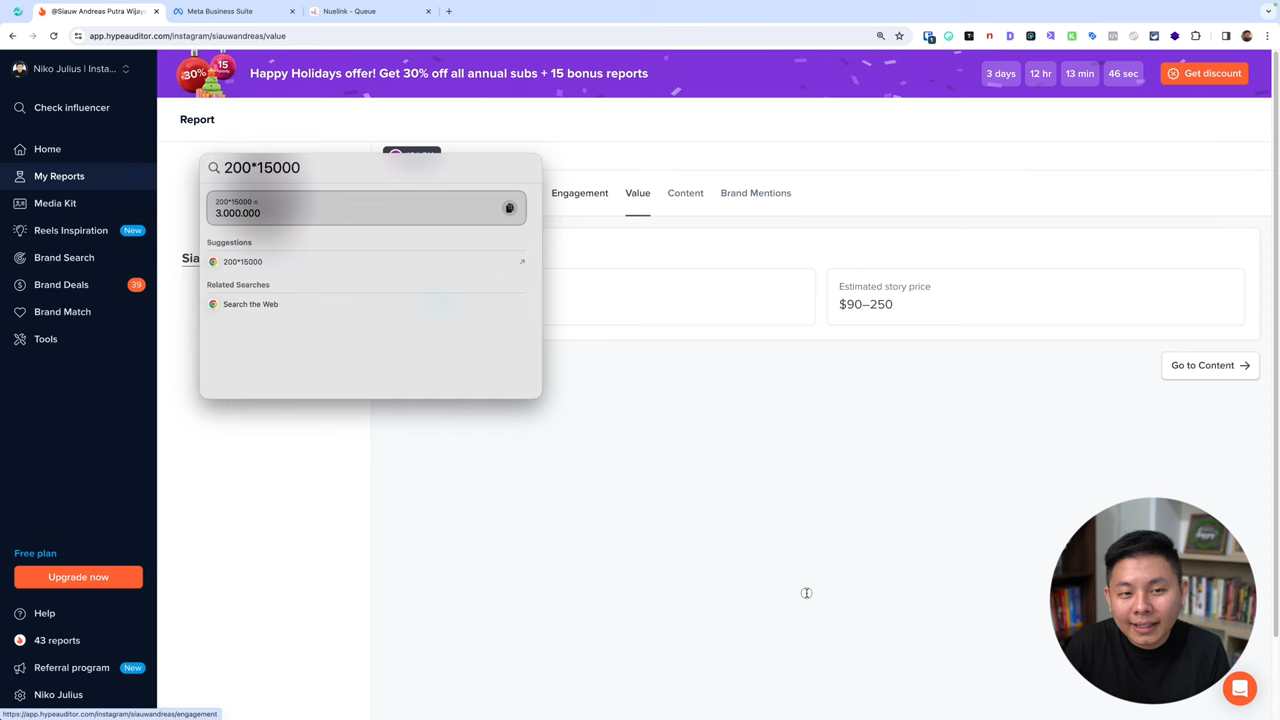 @Siauw Andreas Putra Wijay
Meta Business Suite
Nuelink - Queue
app.hypeauditor.com/instagram/siauwandreas/value
Niko Julius | Insta...
-30%
15
Happy Holidays offer! Get 30% off all annual subs + 15 bonus reports
3 days
12 hr
13 min
46 sec
Get discount
Check influencer
Home
My Reports
Media Kit
Reels Inspiration
New
Brand Search
Brand Deals
39
Brand Match
Tools
Report
200*15000
200*15000 =
3.000.000
Suggestions
200*15000
Related Searches
Search the Web
Sia
Engagement
Value
Content
Brand Mentions
Estimated story price
$90–250
Go to Content
Free plan
Upgrade now
Help
43 reports
Referral program
New
Niko Julius
https://app.hypeauditor.com/instagram/siauwandreas/engagement